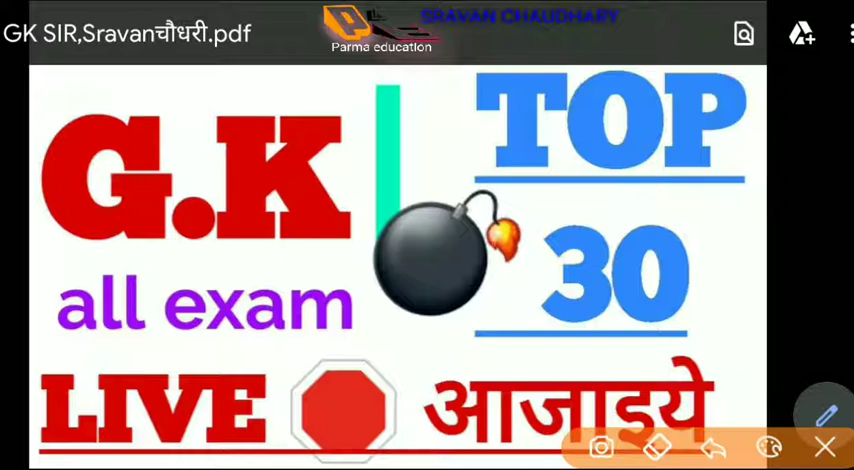 SRAVAN CHAUDHARY
GK SIR,Sravanचौधरी.pdf
Parma education
G.K
TOP
30
all exam
LIVE आजाइये